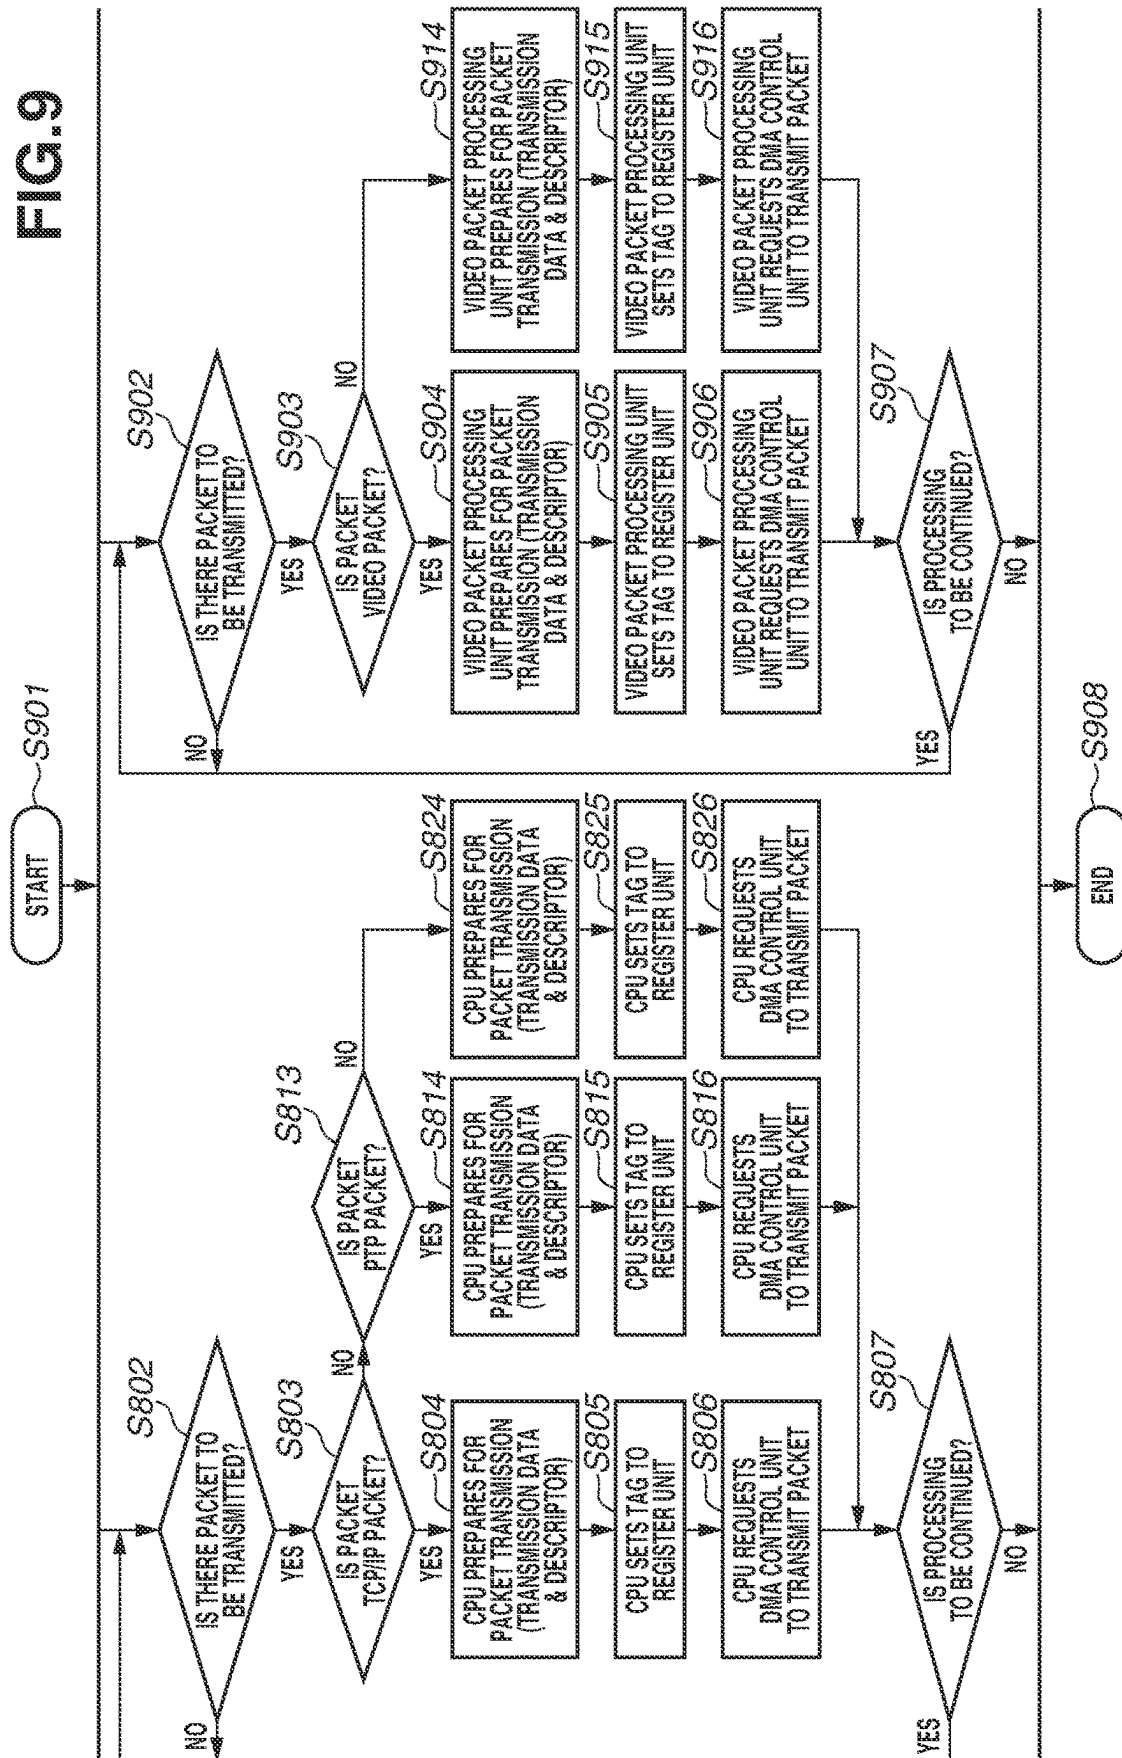 FIG.9
START
S901
IS THERE PACKET TO
BE TRANSMITTED?
S802
NO
YES
IS PACKET
TCP/IP PACKET?
S803
NO
YES
CPU PREPARES FOR
PACKET TRANSMISSION
(TRANSMISSION DATA
& DESCRIPTOR)
S804
CPU SETS TAG TO
REGISTER UNIT
S805
CPU REQUESTS
DMA CONTROL UNIT
TO TRANSMIT PACKET
S806
IS PACKET
PTP PACKET?
S813
NO
YES
CPU PREPARES FOR
PACKET TRANSMISSION
(TRANSMISSION DATA
& DESCRIPTOR)
S814
CPU SETS TAG TO
REGISTER UNIT
S815
CPU REQUESTS
DMA CONTROL UNIT
TO TRANSMIT PACKET
S816
CPU PREPARES FOR
PACKET TRANSMISSION
(TRANSMISSION DATA
& DESCRIPTOR)
S824
CPU SETS TAG TO
REGISTER UNIT
S825
CPU REQUESTS
DMA CONTROL UNIT
TO TRANSMIT PACKET
S826
IS PROCESSING
TO BE CONTINUED?
S807
YES
NO
IS THERE PACKET TO
BE TRANSMITTED?
S902
NO
YES
IS PACKET
VIDEO PACKET?
S903
NO
YES
VIDEO PACKET PROCESSING
UNIT PREPARES FOR PACKET
TRANSMISSION (TRANSMISSION
DATA & DESCRIPTOR)
S904
VIDEO PACKET PROCESSING UNIT
SETS TAG TO REGISTER UNIT
S905
VIDEO PACKET PROCESSING
UNIT REQUESTS DMA CONTROL
UNIT TO TRANSMIT PACKET
S906
VIDEO PACKET PROCESSING
UNIT PREPARES FOR PACKET
TRANSMISSION (TRANSMISSION
DATA & DESCRIPTOR)
S914
VIDEO PACKET PROCESSING UNIT
SETS TAG TO REGISTER UNIT
S915
VIDEO PACKET PROCESSING
UNIT REQUESTS DMA CONTROL
UNIT TO TRANSMIT PACKET
S916
IS PROCESSING
TO BE CONTINUED?
S907
YES
NO
END
S908